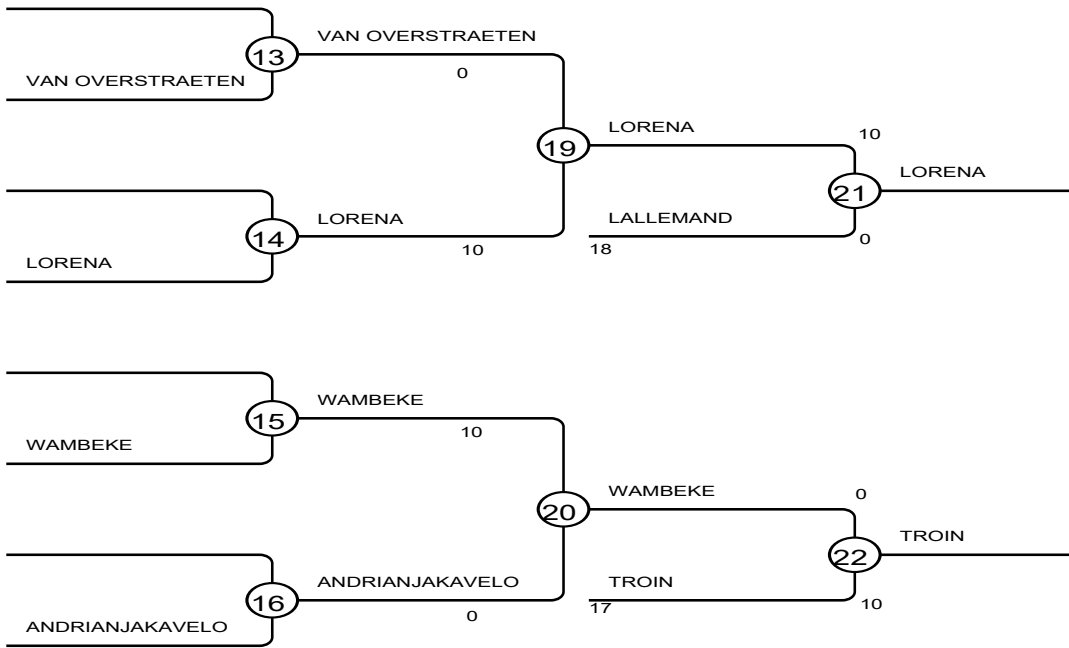 VAN OVERSTRAETEN
13
VAN OVERSTRAETEN
0
19
LORENA
10
21
LORENA
14
LORENA
10
LORENA
LALLEMAND
18
0
15
WAMBEKE
10
WAMBEKE
20
WAMBEKE
0
22
TROIN
16
ANDRIANJAKAVELO
0
ANDRIANJAKAVELO
TROIN
17
10